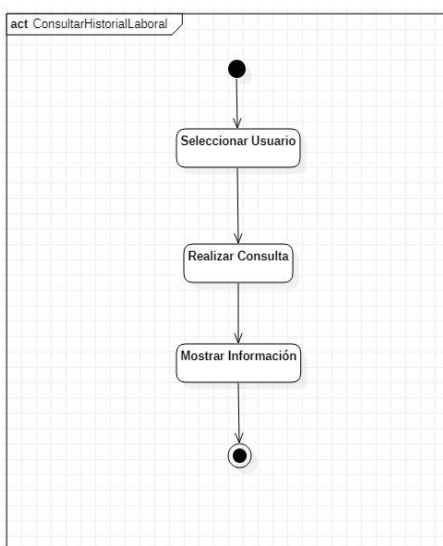 act ConsultarHistorialLaboral
Seleccionar Usuario
Realizar Consulta
Mostrar Información